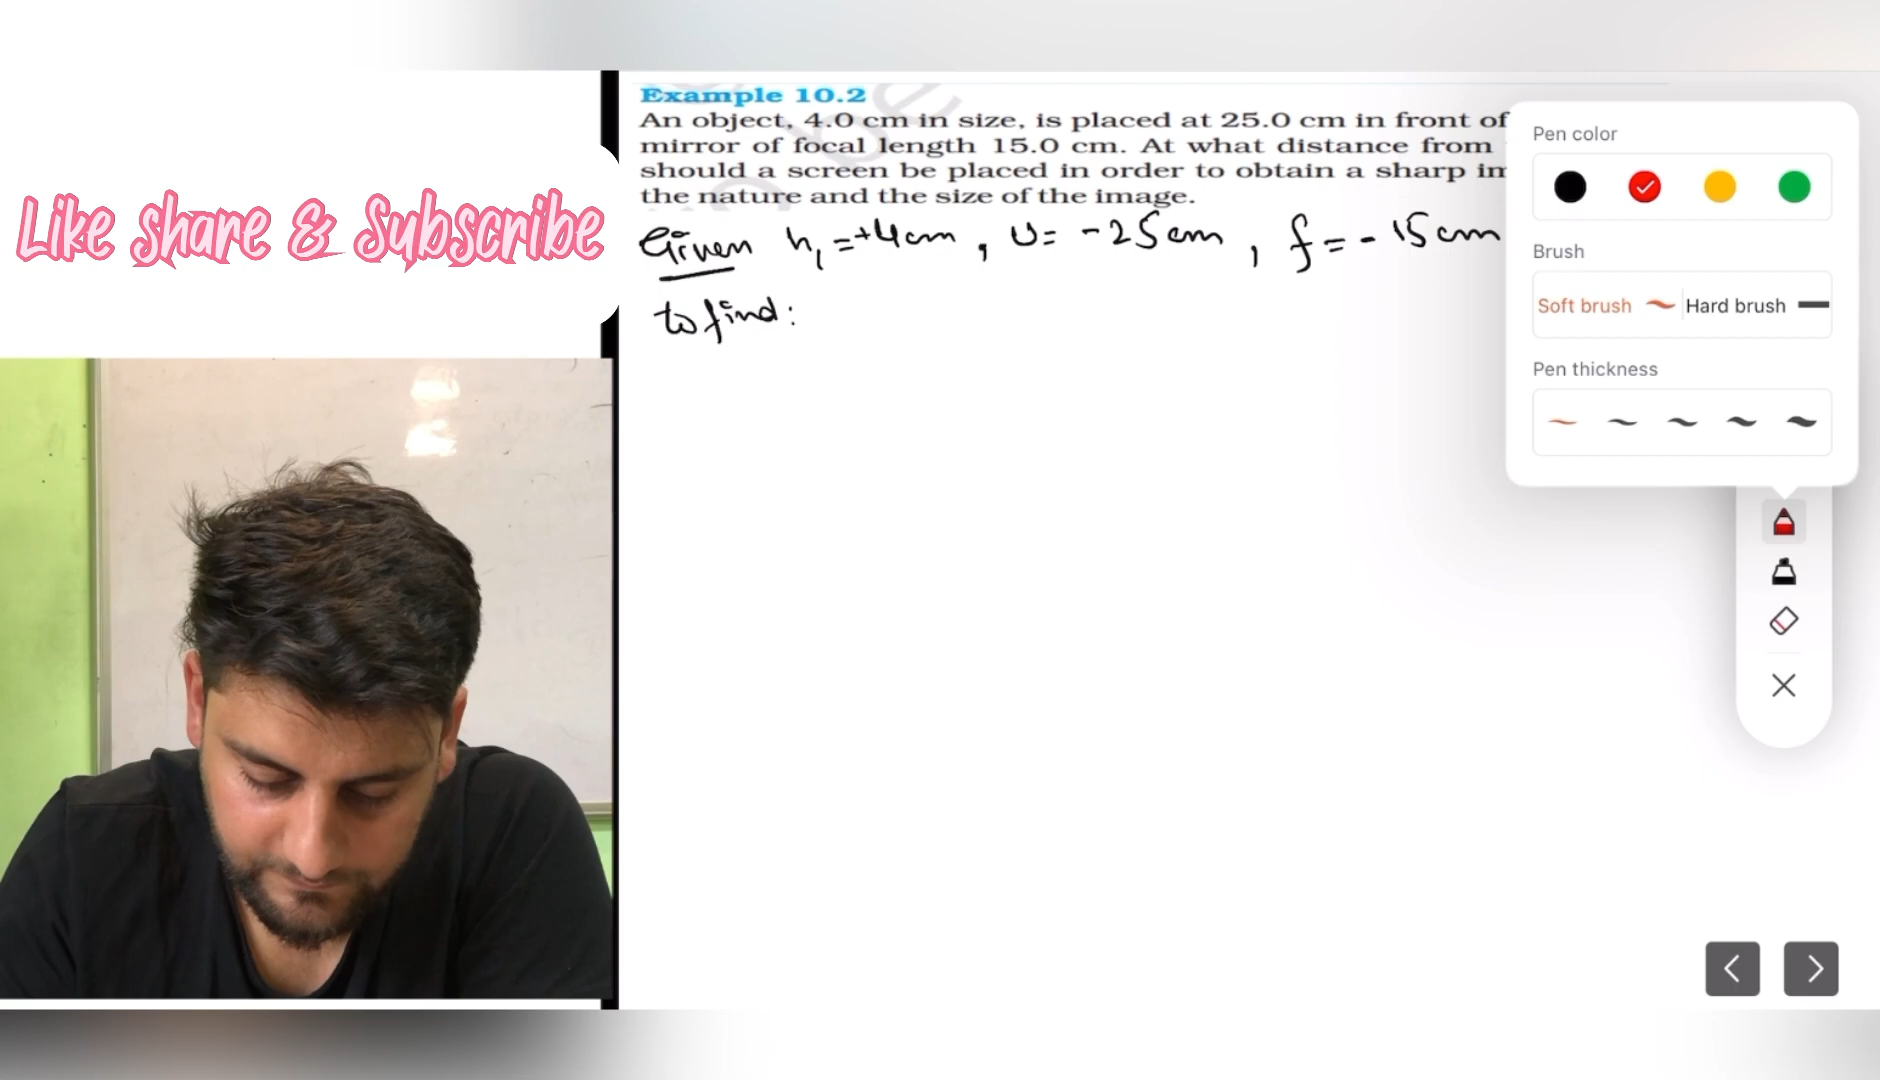 Like share & Subscribe
Example 10.2
An object, 4.0 cm in size, is placed at 25.0 cm in front of
mirror of focal length 15.0 cm. At what distance from
should a screen be placed in order to obtain a sharp im
the nature and the size of the image.
Given h₁ = +4cm , u = -25cm , f = - 15cm
to find :
Pen color
Brush
Soft brush Hard brush
Pen thickness